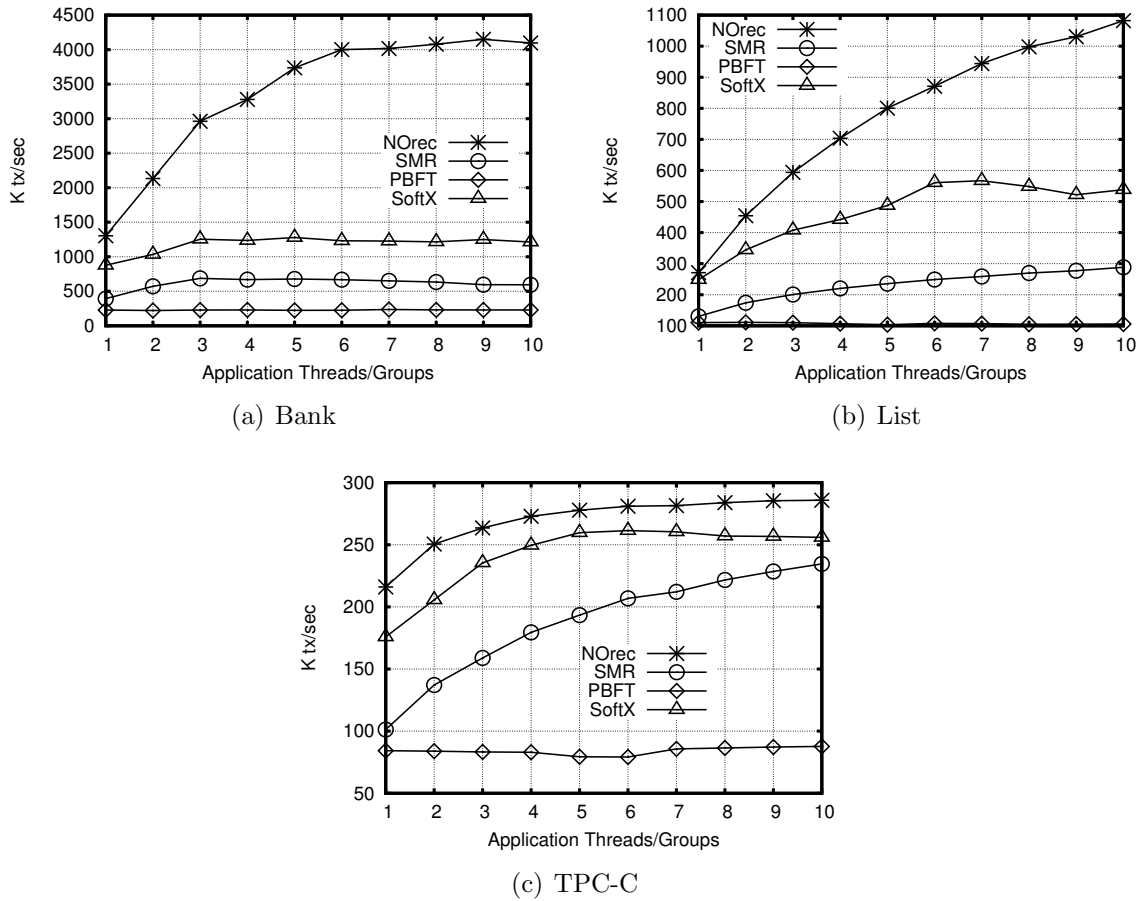 4500
4000
3500
3000
2500
2000
1500
1000
500
0
K tx/sec
NOrec
SMR
PBFT
SoftX
1 2 3 4 5 6 7 8 9 10
Application Threads/Groups
(a) Bank
1100
1000
900
800
700
600
500
400
300
200
100
K tx/sec
NOrec
SMR
PBFT
SoftX
1 2 3 4 5 6 7 8 9 10
Application Threads/Groups
(b) List
300
250
200
150
100
50
K tx/sec
NOrec
SMR
PBFT
SoftX
1 2 3 4 5 6 7 8 9 10
Application Threads/Groups
(c) TPC-C